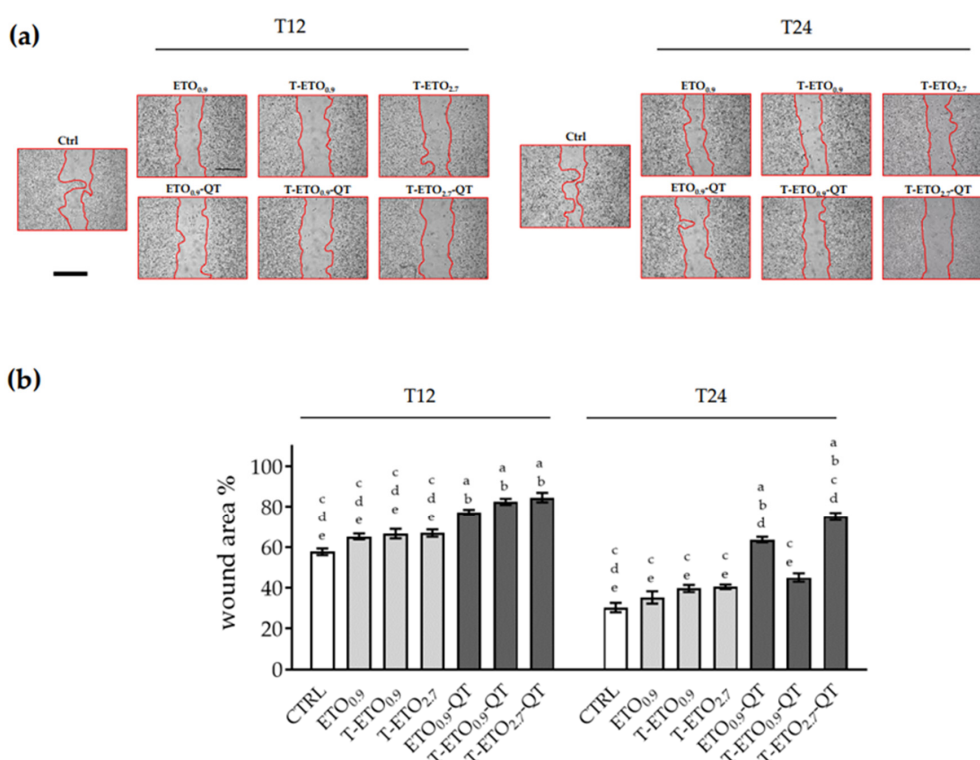 (a)
T12
T24
ETO0.9
T-ETO0.9
T-ETO2.7
ETO0.9
T-ETO0.9
T-ETO2.7
Ctrl
Ctrl
ETO0.9-QT
T-ETO0.9-QT
T-ETO2.7-QT
ETO0.9-QT
T-ETO0.9-QT
T-ETO2.7-QT
(b)
T12
T24
wound area %
100
80
60
40
20
0
c
d
e
c
d
e
c
d
e
c
d
e
a
b
a
b
a
b
c
d
e
c
e
c
e
c
e
a
b
d
c
e
a
b
c
d
CTRL
ETO0.9
T-ETO0.9
T-ETO2.7
ETO0.9-QT
T-ETO0.9-QT
T-ETO2.7-QT
CTRL
ETO0.9
T-ETO0.9
T-ETO2.7
ETO0.9-QT
T-ETO0.9-QT
T-ETO2.7-QT